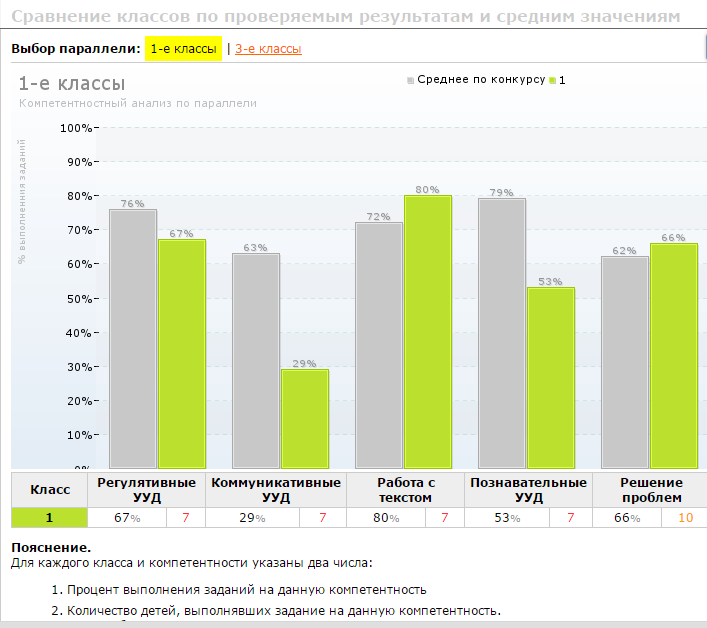 Сравнение классов по проверяемым результатам и средним значениям
Выбор параллели: 1-е классы | 3-е классы
1-е классы
Компетентностный анализ по параллели
Среднее по конкурсу 1
% выполненния заданий
100%
90%
80%
70%
60%
50%
40%
30%
20%
10%
76% 67% 63% 29% 72% 80% 79% 53% 62% 66%
Класс Регулятивные УУД Коммуникативные УУД Работа с текстом Познавательные УУД Решение проблем
1 67% 7 29% 7 80% 7 53% 7 66% 10
Пояснение.
Для каждого класса и компетентности указаны два числа:
1. Процент выполнения заданий на данную компетентность
2. Количество детей, выполнявших задание на данную компетентность.